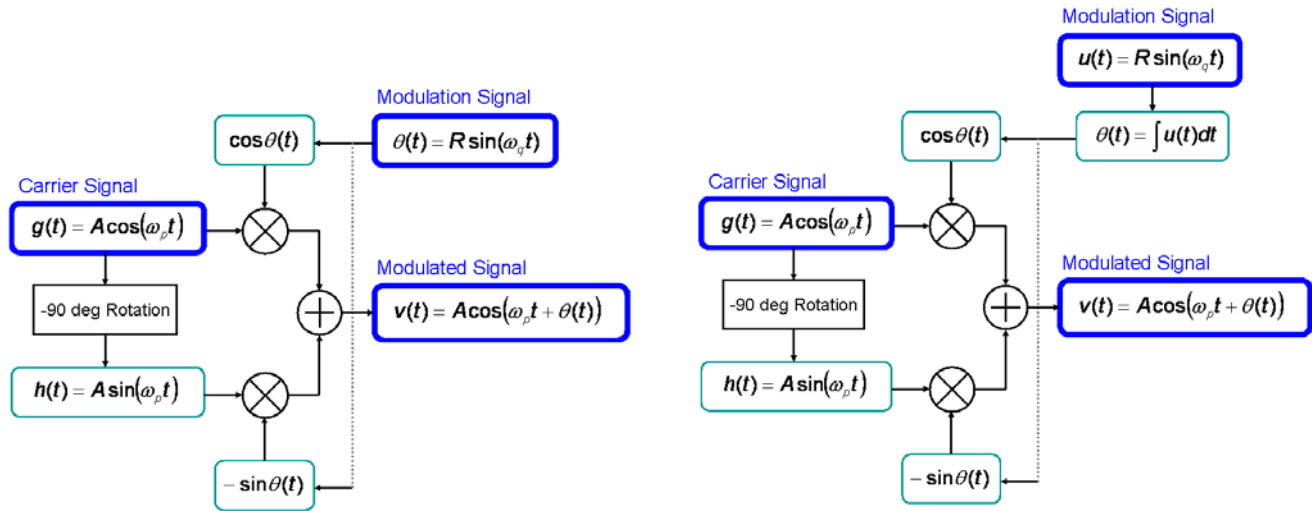 Modulation Signal
θ(t) = R sin(ω_q t)
cosθ(t)
Carrier Signal
g(t) = A cos(ω_p t)
-90 deg Rotation
h(t) = A sin(ω_p t)
− sinθ(t)
Modulated Signal
v(t) = A cos(ω_p t + θ(t))
Modulation Signal
u(t) = R sin(ω_q t)
θ(t) = ∫ u(t)dt
cosθ(t)
Carrier Signal
g(t) = A cos(ω_p t)
-90 deg Rotation
h(t) = A sin(ω_p t)
− sinθ(t)
Modulated Signal
v(t) = A cos(ω_p t + θ(t))